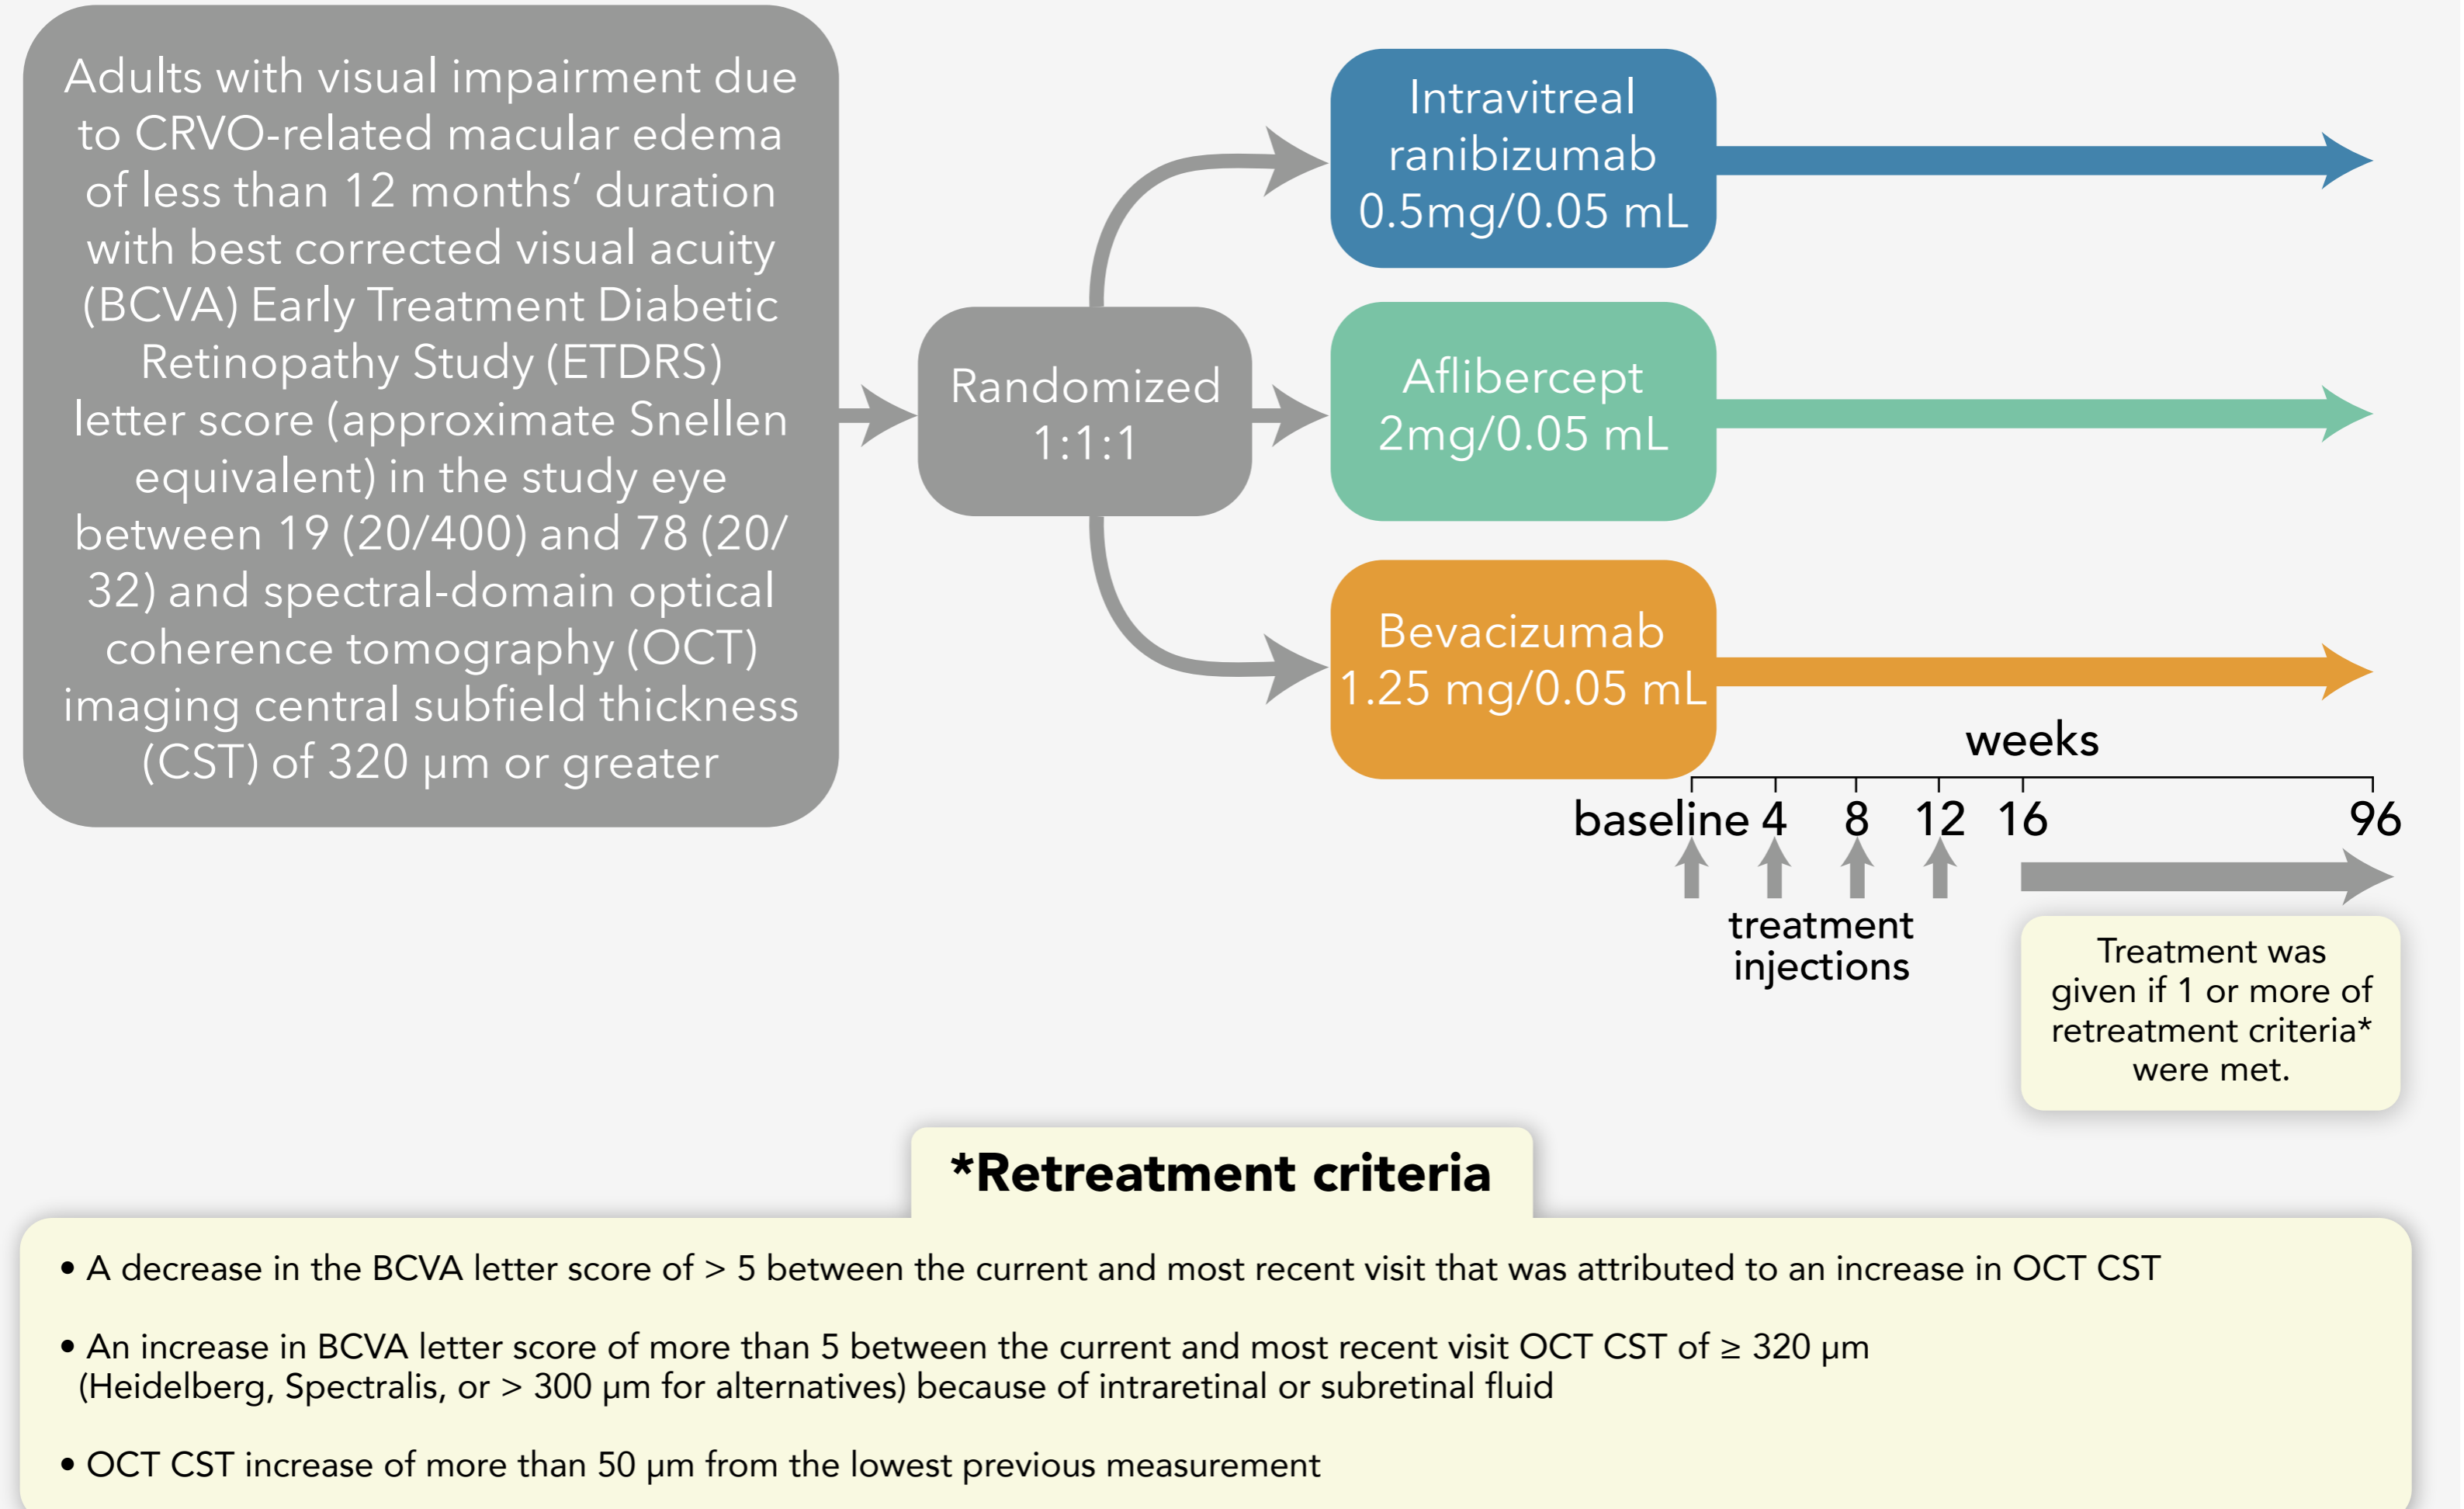 Adults with visual impairment due
to CRVO-related macular edema
of less than 12 months’ duration
with best corrected visual acuity
(BCVA) Early Treatment Diabetic
Retinopathy Study (ETDRS)
letter score (approximate Snellen
equivalent) in the study eye
between 19 (20/400) and 78 (20/
32) and spectral-domain optical
coherence tomography (OCT)
imaging central subfield thickness
(CST) of 320 µm or greater
Randomized
1:1:1
Intravitreal
ranibizumab
0.5mg/0.05 mL
Aflibercept
2mg/0.05 mL
Bevacizumab
1.25 mg/0.05 mL
weeks
baseline 4 8 12 16 96
treatment
injections
Treatment was
given if 1 or more of
retreatment criteria*
were met.
*Retreatment criteria
• A decrease in the BCVA letter score of > 5 between the current and most recent visit that was attributed to an increase in OCT CST
• An increase in BCVA letter score of more than 5 between the current and most recent visit OCT CST of ≥ 320 µm
(Heidelberg, Spectralis, or > 300 µm for alternatives) because of intraretinal or subretinal fluid
• OCT CST increase of more than 50 µm from the lowest previous measurement